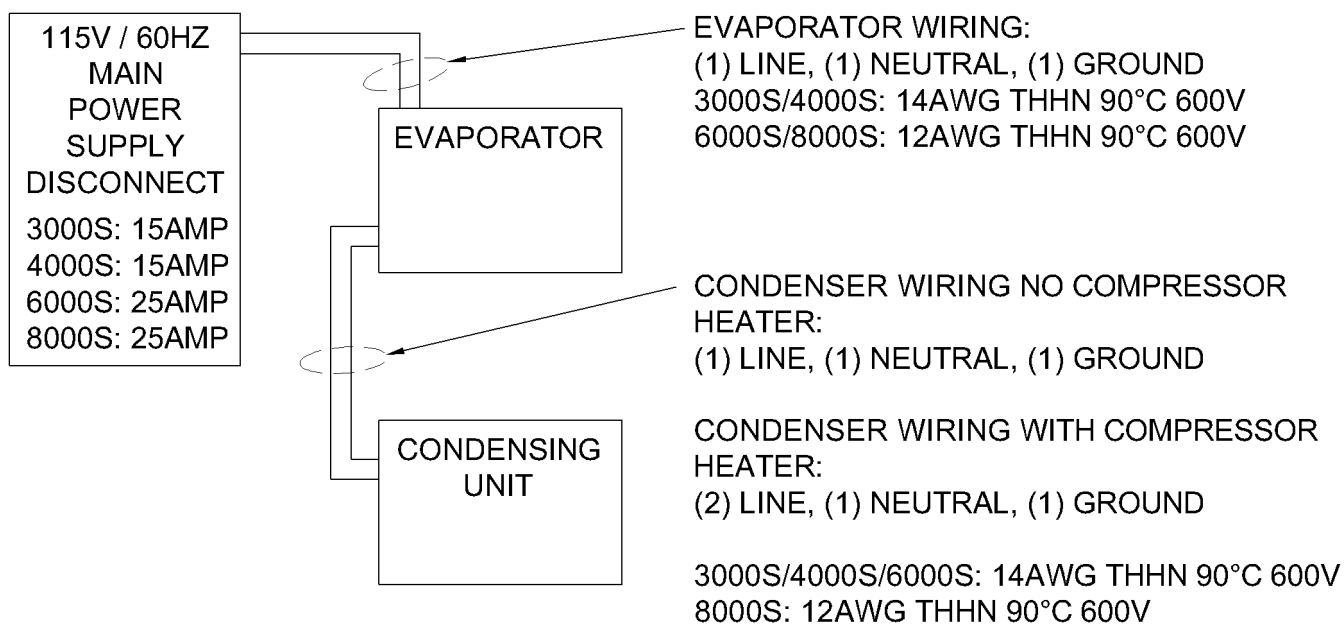 115V / 60HZ
MAIN
POWER
SUPPLY
DISCONNECT
3000S: 15AMP
4000S: 15AMP
6000S: 25AMP
8000S: 25AMP
EVAPORATOR
CONDENSING
UNIT
EVAPORATOR WIRING:
(1) LINE, (1) NEUTRAL, (1) GROUND
3000S/4000S: 14AWG THHN 90°C 600V
6000S/8000S: 12AWG THHN 90°C 600V
CONDENSER WIRING NO COMPRESSOR
HEATER:
(1) LINE, (1) NEUTRAL, (1) GROUND
CONDENSER WIRING WITH COMPRESSOR
HEATER:
(2) LINE, (1) NEUTRAL, (1) GROUND
3000S/4000S/6000S: 14AWG THHN 90°C 600V
8000S: 12AWG THHN 90°C 600V